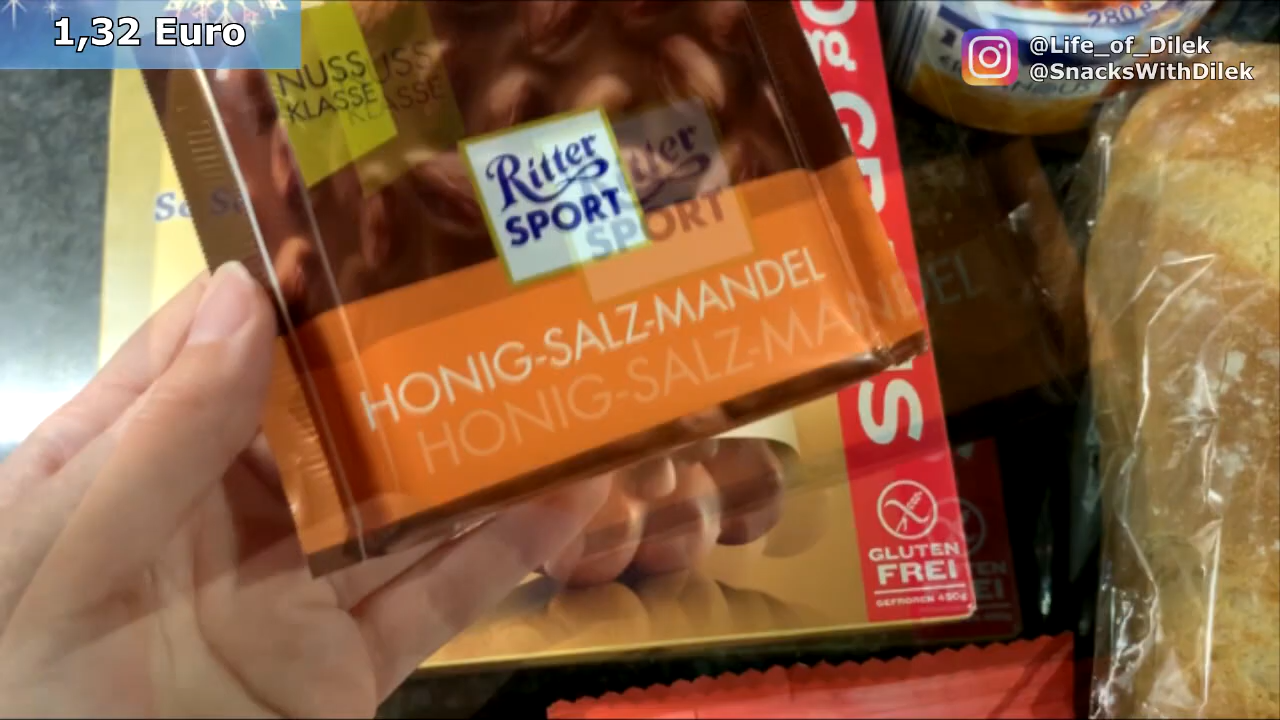 1,32 Euro
@Life_of_Dilek
@SnacksWithDilek
280 g
NUSS
KLASSE
Ritter
SPORT
HONIG-SALZ-MANDEL
GLUTEN
FREI